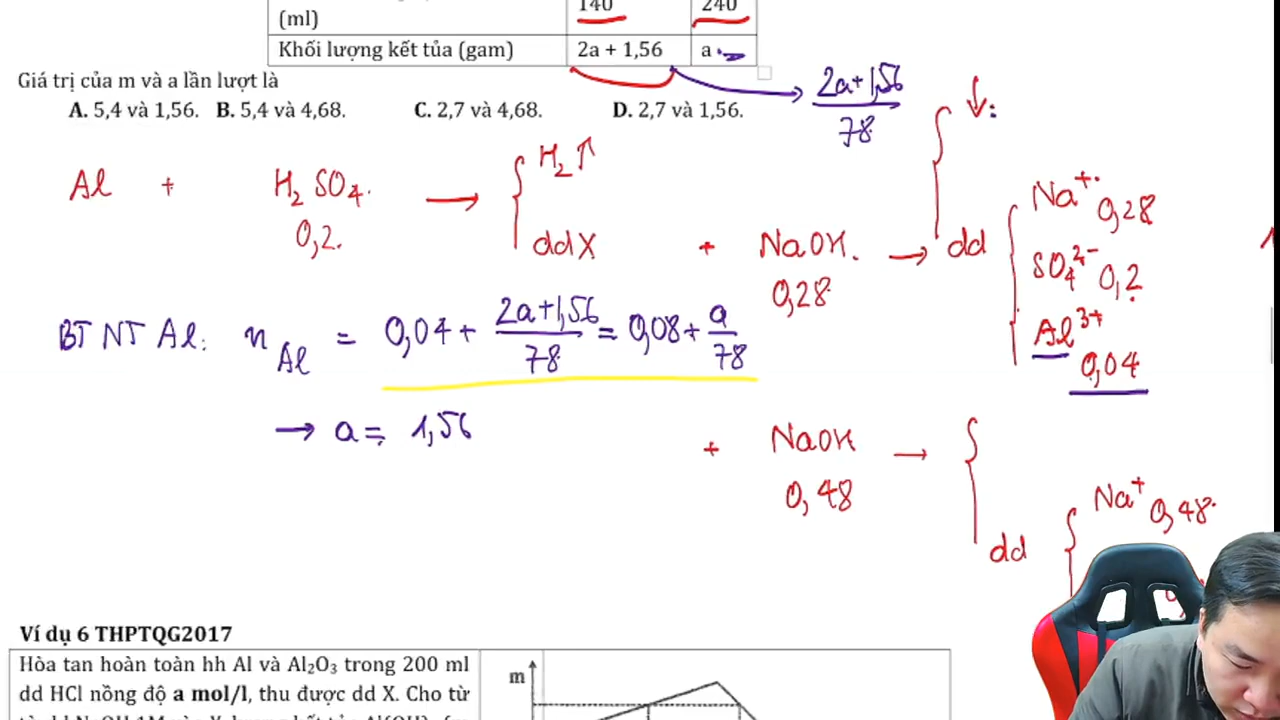 (ml) 140 240
Khối lượng kết tủa (gam) 2a + 1,56 a
Giá trị của m và a lần lượt là
A. 5,4 và 1,56. B. 5,4 và 4,68. C. 2,7 và 4,68. D. 2,7 và 1,56.
2a+1,56 / 78
↓:
Al + H₂SO₄ → { H₂↑
0,2. ddX + NaOH. → dd { Na⁺ 0,28
0,28 SO₄²⁻ 0,2
Al³⁺ 0,04
BT NT Al: n Al = 0,04 + 2a+1,56 / 78 = 0,08 + a / 78
→ a = 1,56
+ NaOH → {
0,48 dd { Na⁺ 0,48
Ví dụ 6 THPTQG2017
Hòa tan hoàn toàn hh Al và Al₂O₃ trong 200 ml
dd HCl nồng độ a mol/l, thu được dd X. Cho từ
m